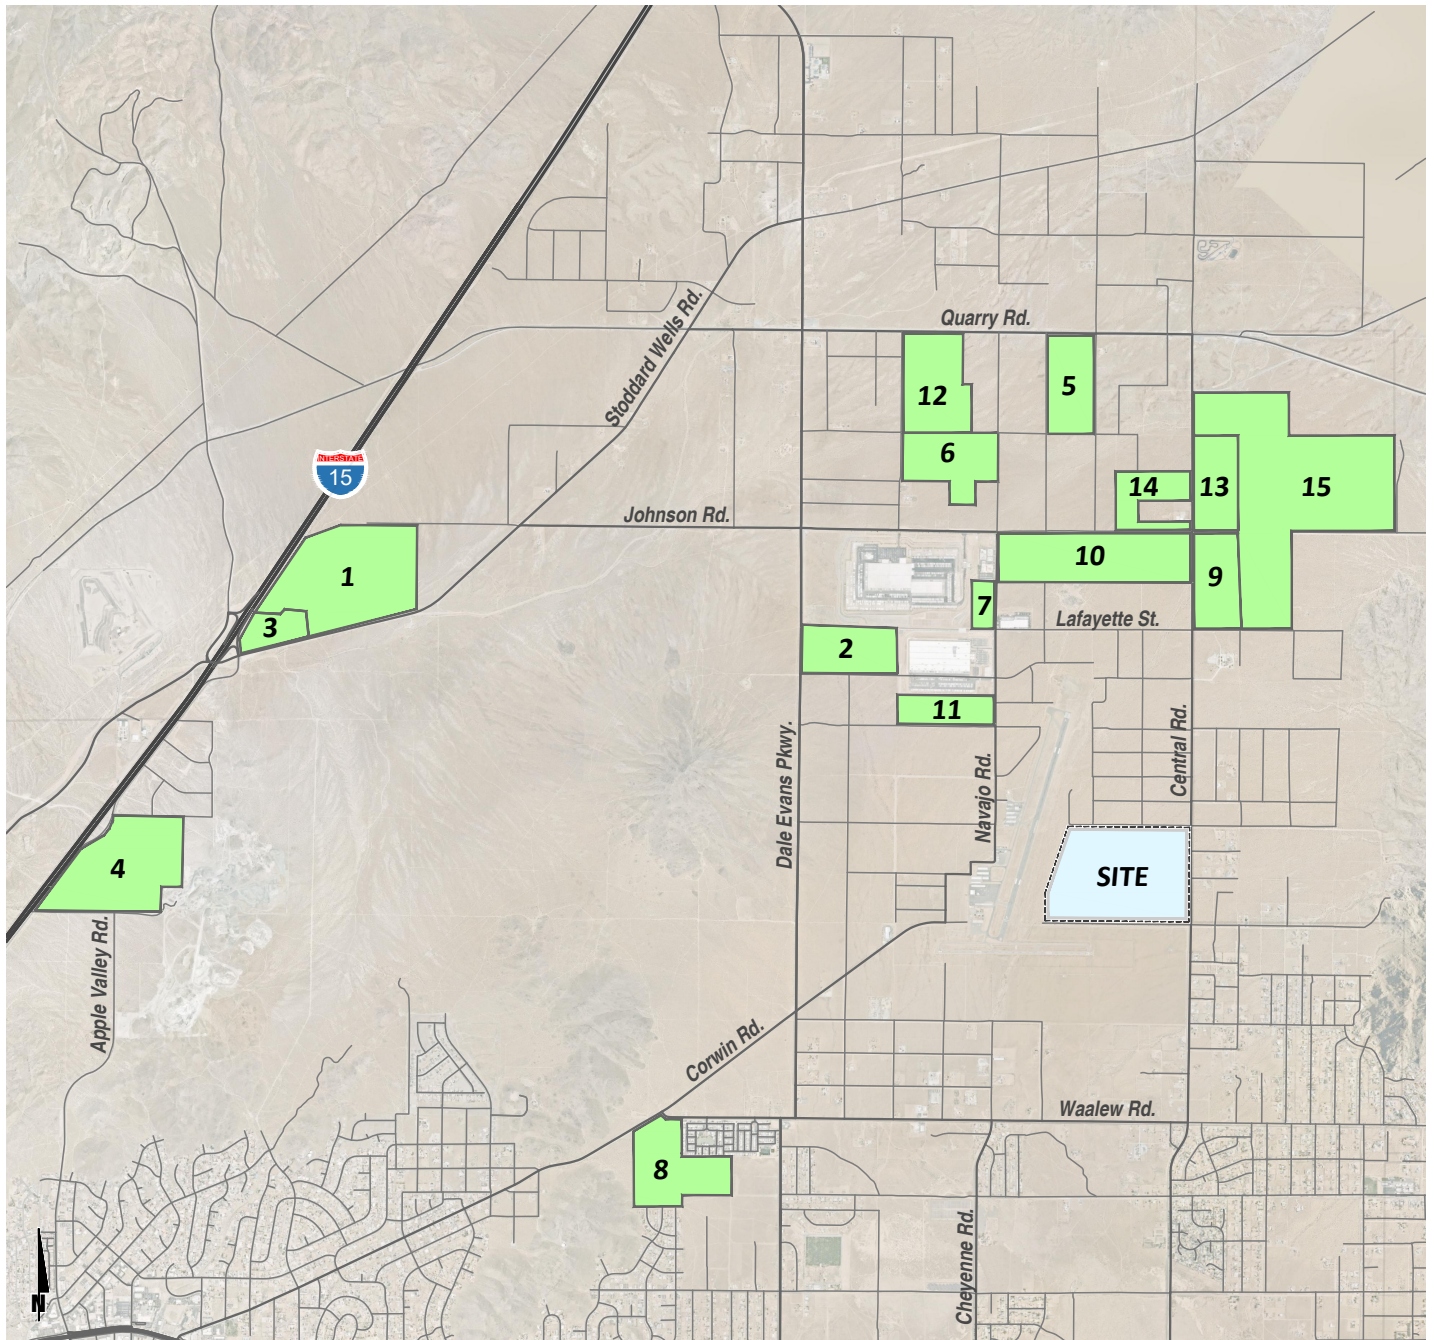 Quarry Rd.
Stoddard Wells Rd.
12
5
6
INTERSTATE
15
14
13
15
Johnson Rd.
10
1
9
7
Lafayette St.
3
2
11
Dale Evans Pkwy.
Navajo Rd.
Central Rd.
4
SITE
Apple Valley Rd.
Corwin Rd.
Waalew Rd.
8
Cheyenne Rd.
N